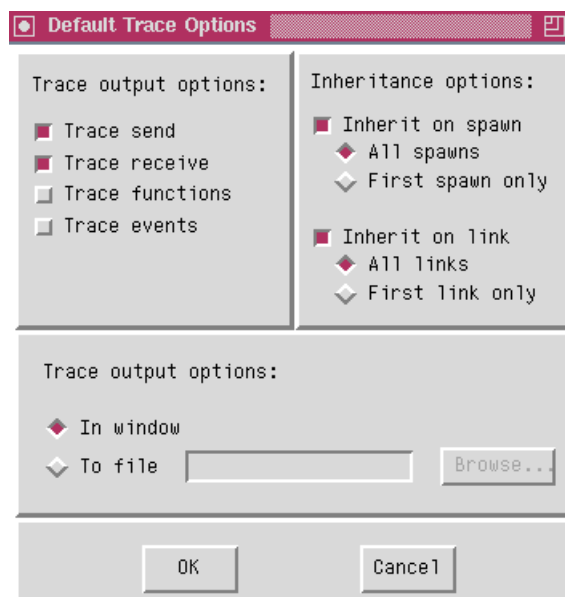 Default Trace Options
Trace output options:
Trace send
Trace receive
Trace functions
Trace events
Inheritance options:
Inherit on spawn
All spawns
First spawn only
Inherit on link
All links
First link only
Trace output options:
In window
To file
Browse...
OK
Cancel